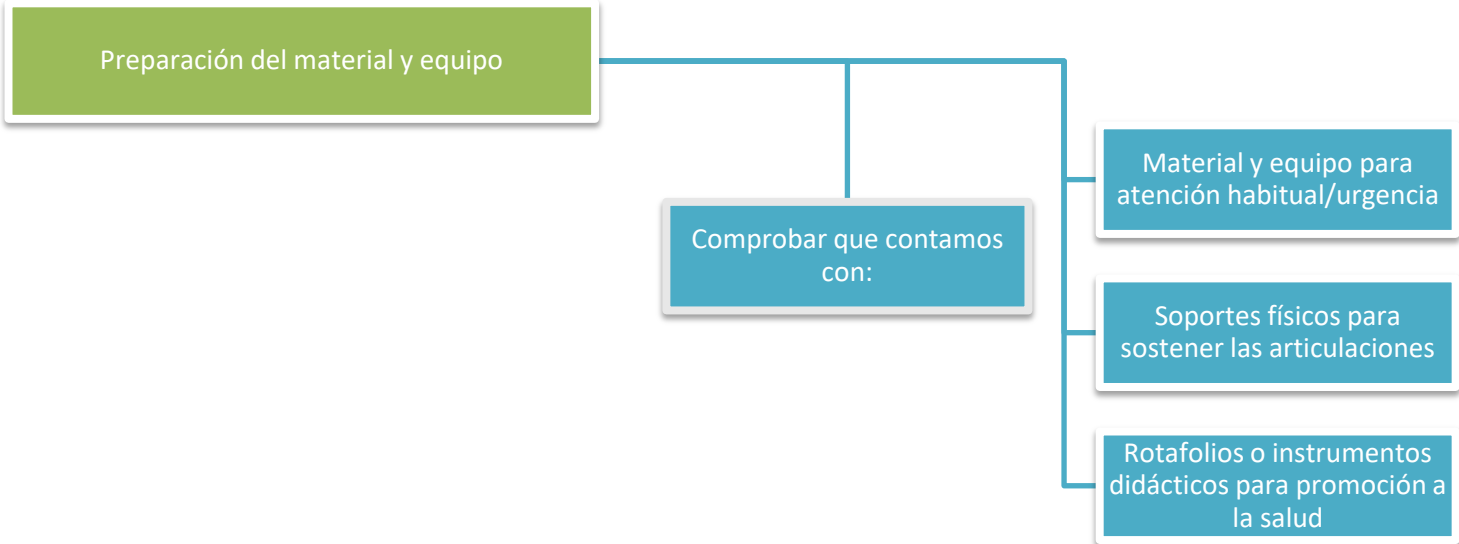 Preparación del material y equipo
Comprobar que contamos
con:
Material y equipo para
atención habitual/urgencia
Soportes físicos para
sostener las articulaciones
Rotafolios o instrumentos
didácticos para promoción a
la salud